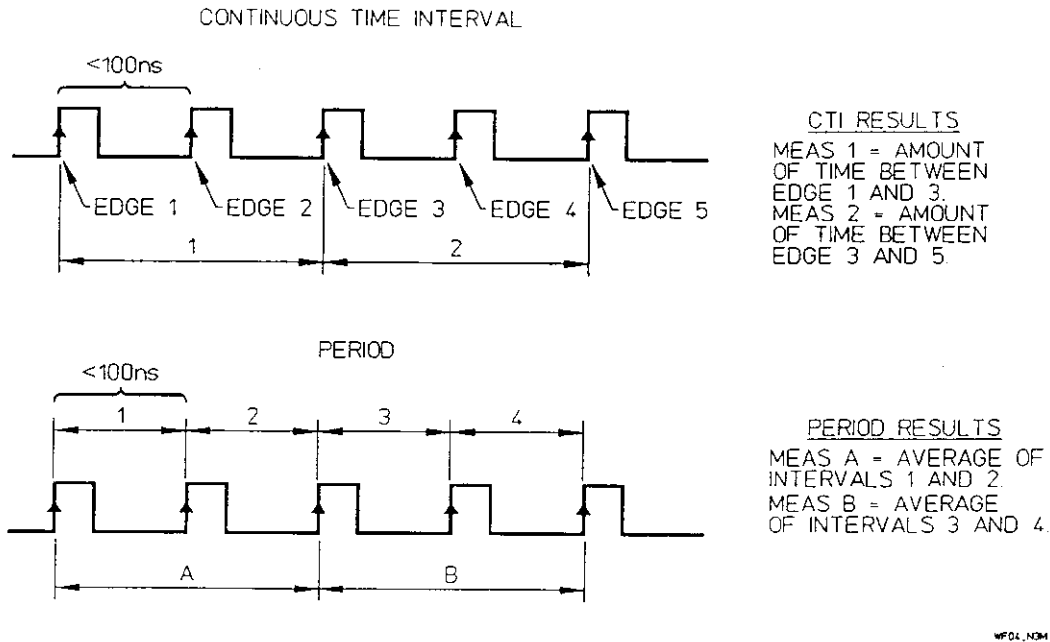 CONTINUOUS TIME INTERVAL
<100ns
EDGE 1
EDGE 2
EDGE 3
EDGE 4
EDGE 5
1
2
CTI RESULTS
MEAS 1 = AMOUNT
OF TIME BETWEEN
EDGE 1 AND 3.
MEAS 2 = AMOUNT
OF TIME BETWEEN
EDGE 3 AND 5.
PERIOD
<100ns
1
2
3
4
A
B
PERIOD RESULTS
MEAS A = AVERAGE OF
INTERVALS 1 AND 2.
MEAS B = AVERAGE
OF INTERVALS 3 AND 4.